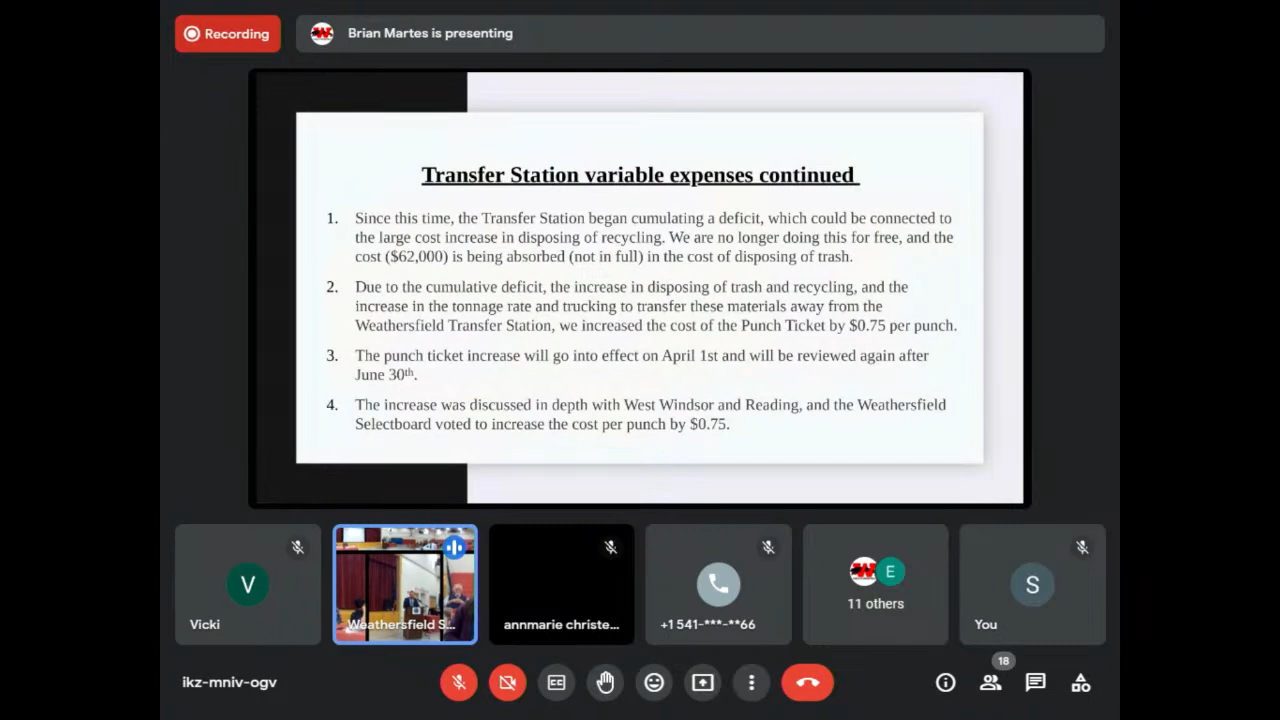 Recording
Brian Martes is presenting
Transfer Station variable expenses continued
1. Since this time, the Transfer Station began cumulating a deficit, which could be connected to
the large cost increase in disposing of recycling. We are no longer doing this for free, and the
cost ($62,000) is being absorbed (not in full) in the cost of disposing of trash.
2. Due to the cumulative deficit, the increase in disposing of trash and recycling, and the
increase in the tonnage rate and trucking to transfer these materials away from the
Weathersfield Transfer Station, we increased the cost of the Punch Ticket by $0.75 per punch.
3. The punch ticket increase will go into effect on April 1st and will be reviewed again after
June 30th.
4. The increase was discussed in depth with West Windsor and Reading, and the Weathersfield
Selectboard voted to increase the cost per punch by $0.75.
V
Vicki
Weathersfield S...
annmarie christe...
+1 541-***-**66
W E
11 others
S
You
ikz-mniv-ogv
CC
18